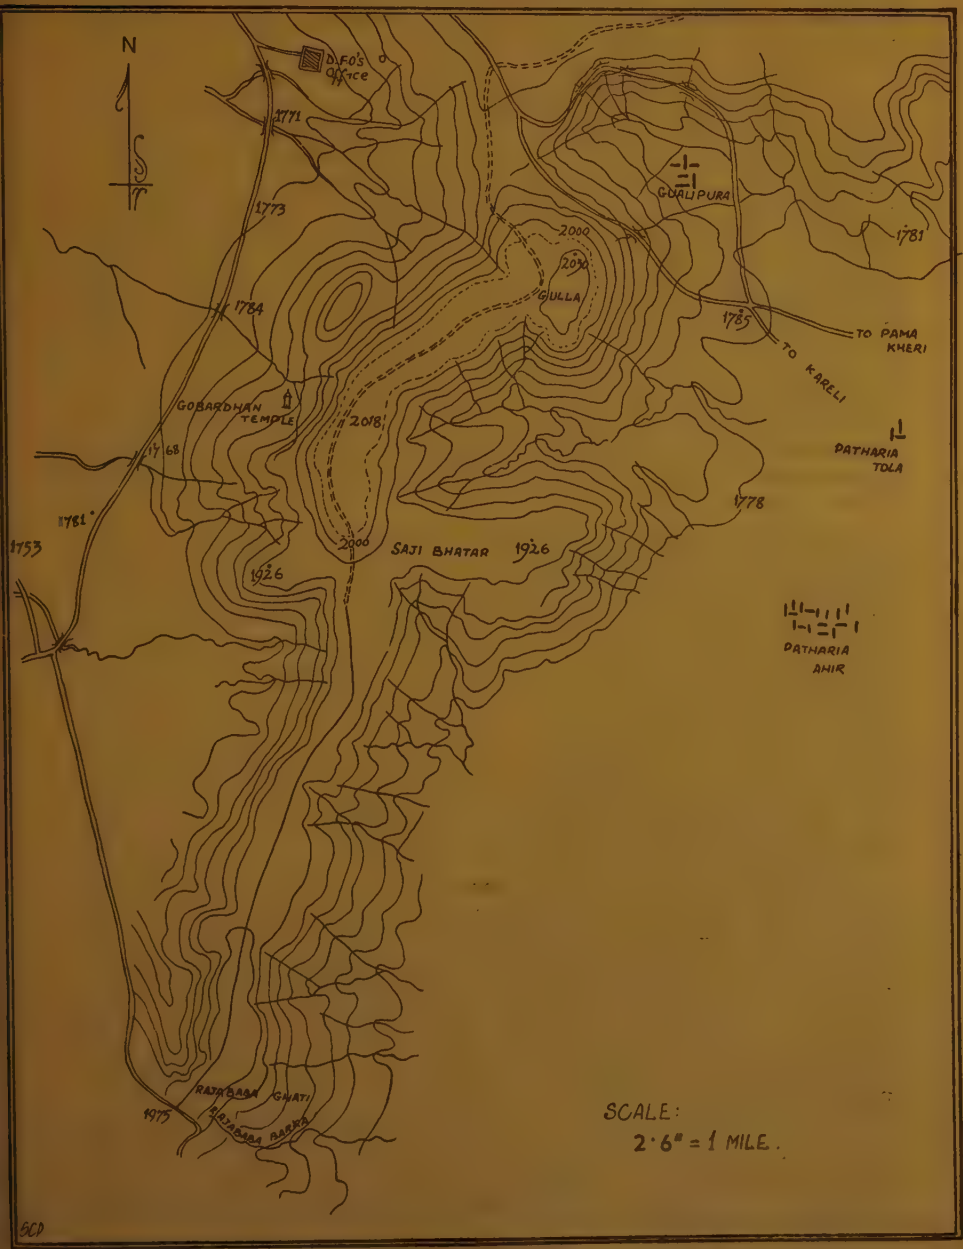 N
D.F.O's
Office
1771
GUALIPURA
1773
2000
1781
2030
GULLA
1784
1785
TO PAMA
KHERI
TO KARELI
GOBARDHAN
TEMPLE
2018
1768
PATHARIA
TOLA
1781
1778
1753
2000
SAJI BHATAR
1926
1926
PATHARIA
AHIR
RAJABABA GHATI
1975
RAJABABA BARHA
SCALE:
2.6" = 1 MILE.
SCD